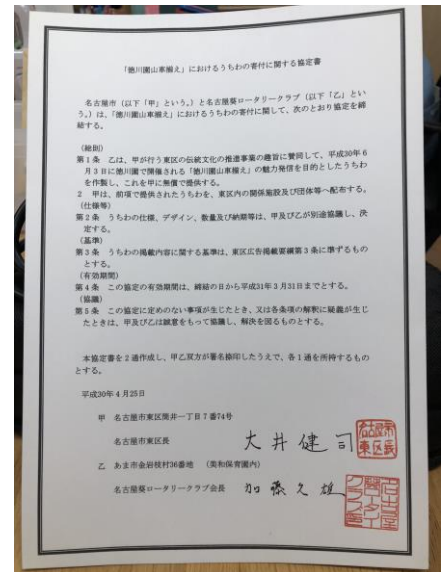 「徳川園山車揃え」におけるうちわの寄付に関する協定書
名古屋市（以下「甲」という。）と名古屋葵ロータリークラブ（以下「乙」とい
う。）は、「徳川園山車揃え」におけるうちわの寄付に関して、次のとおり協定を締
結する。
（総則）
第1条　乙は、甲が行う東区の伝統文化の推進事業の趣旨に賛同して、平成30年6
月3日に徳川園で開催される「徳川園山車揃え」の魅力発信を目的としたうちわ
を作製し、これを甲に無償で提供する。
2　甲は、前項で提供されたうちわを、東区内の関係施設及び団体等へ配布する。
（仕様等）
第2条　うちわの仕様、デザイン、数量及び納期等は、甲及び乙が別途協議し、決
定する。
（基準）
第3条　うちわの掲載内容に関する基準は、東区広告掲載要綱第3条に準ずるもの
とする。
（有効期間）
第4条　この協定の有効期間は、締結の日から平成31年3月31日までとする。
（協議）
第5条　この協定に定めのない事項が生じたとき、又は各条項の解釈に疑義が生じ
たときは、甲及び乙は誠意をもって協議し、解決を図るものとする。
本協定書を2通作成し、甲乙双方が署名捺印したうえで、各1通を所持するもの
とする。
平成30年4月25日
甲　名古屋市東区筒井一丁目7番74号
名古屋市東区長　大井健司
名古屋市東区長
乙　あま市金岩枝村36番地　（美和保育園内）
名古屋葵ロータリークラブ会長　加藤久雄